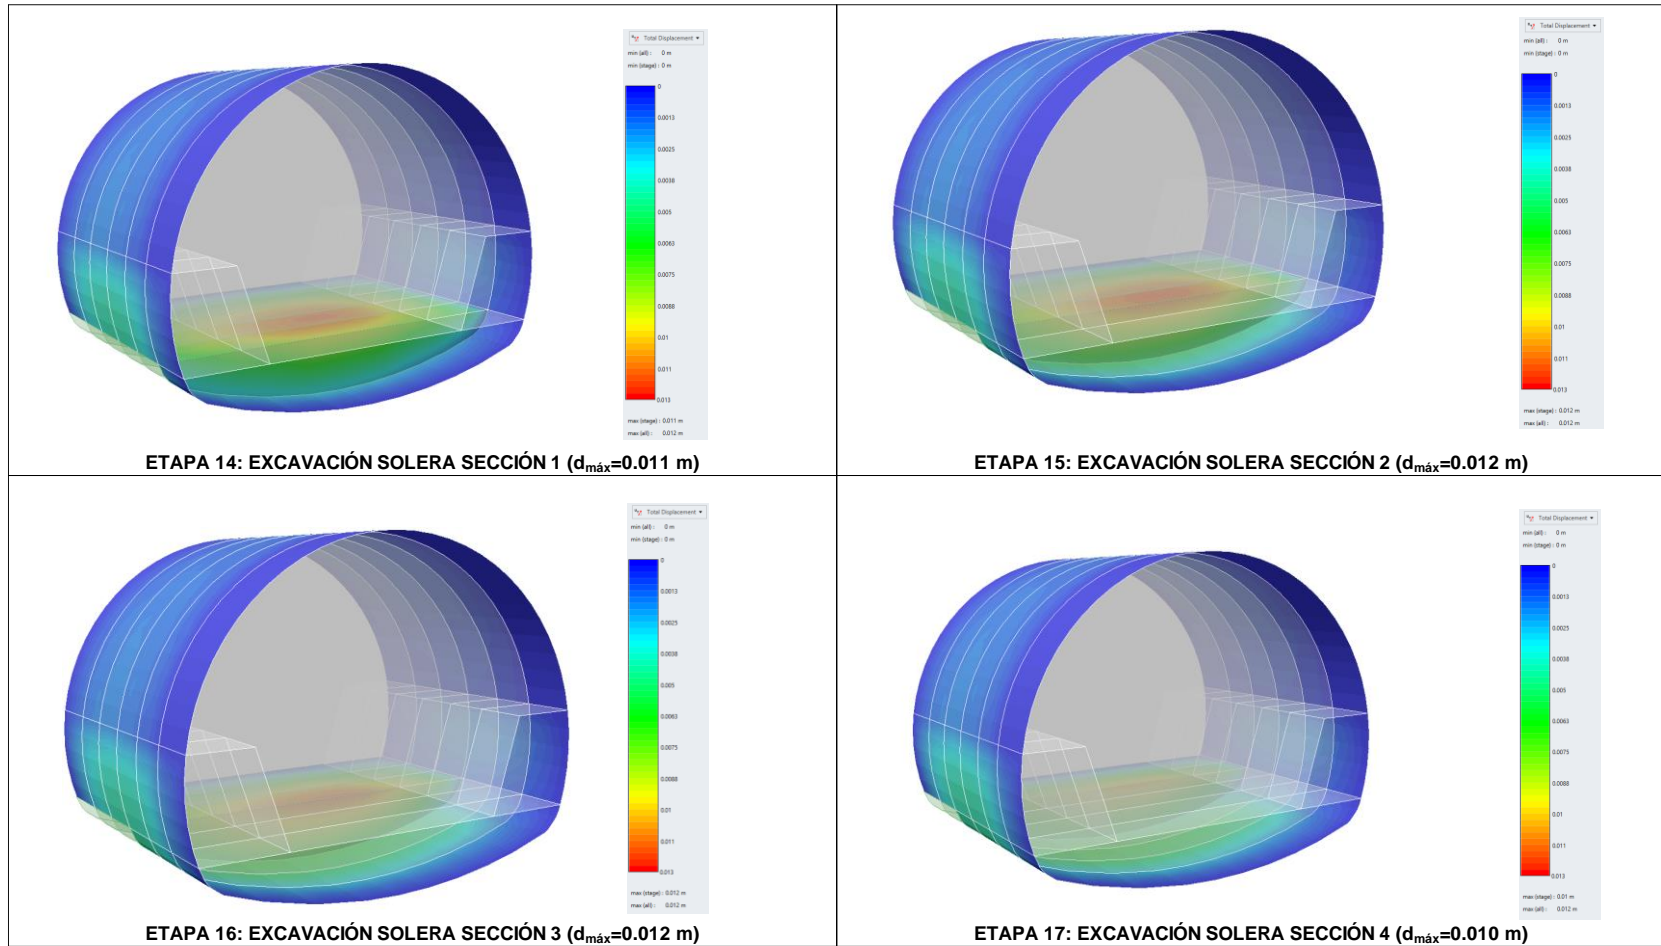 Total Displacement
min (all) : 0 m
min (stage) : 0 m
0
0.0013
0.0025
0.0038
0.005
0.0063
0.0075
0.0088
0.01
0.011
0.013
max (stage) : 0.011 m
max (all) : 0.012 m
ETAPA 14: EXCAVACIÓN SOLERA SECCIÓN 1 (dmáx=0.011 m)
Total Displacement
min (all) : 0 m
min (stage) : 0 m
0
0.0013
0.0025
0.0038
0.005
0.0063
0.0075
0.0088
0.01
0.011
0.013
max (stage) : 0.012 m
max (all) : 0.012 m
ETAPA 15: EXCAVACIÓN SOLERA SECCIÓN 2 (dmáx=0.012 m)
Total Displacement
min (all) : 0 m
min (stage) : 0 m
0
0.0013
0.0025
0.0038
0.005
0.0063
0.0075
0.0088
0.01
0.011
0.013
max (stage) : 0.012 m
max (all) : 0.012 m
ETAPA 16: EXCAVACIÓN SOLERA SECCIÓN 3 (dmáx=0.012 m)
Total Displacement
min (all) : 0 m
min (stage) : 0 m
0
0.0013
0.0025
0.0038
0.005
0.0063
0.0075
0.0088
0.01
0.011
0.013
max (stage) : 0.01 m
max (all) : 0.012 m
ETAPA 17: EXCAVACIÓN SOLERA SECCIÓN 4 (dmáx=0.010 m)